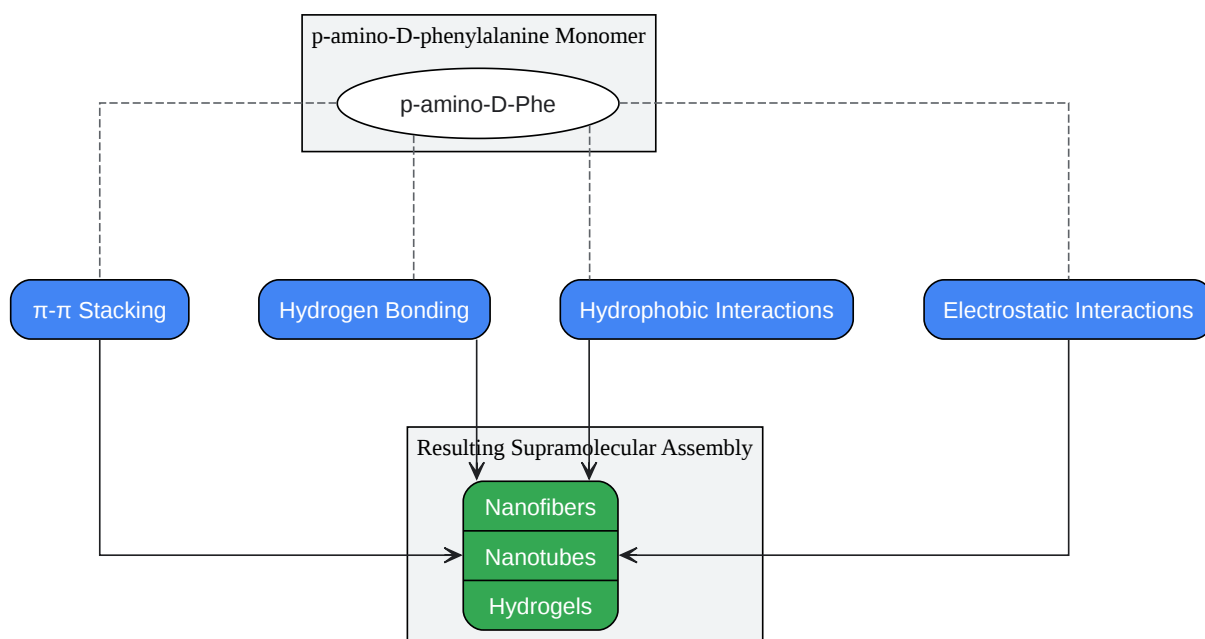 p-amino-D-phenylalanine Monomer
p-amino-D-Phe
π-π Stacking
Hydrogen Bonding
Hydrophobic Interactions
Electrostatic Interactions
Resulting Supramolecular Assembly
Nanofibers
Nanotubes
Hydrogels